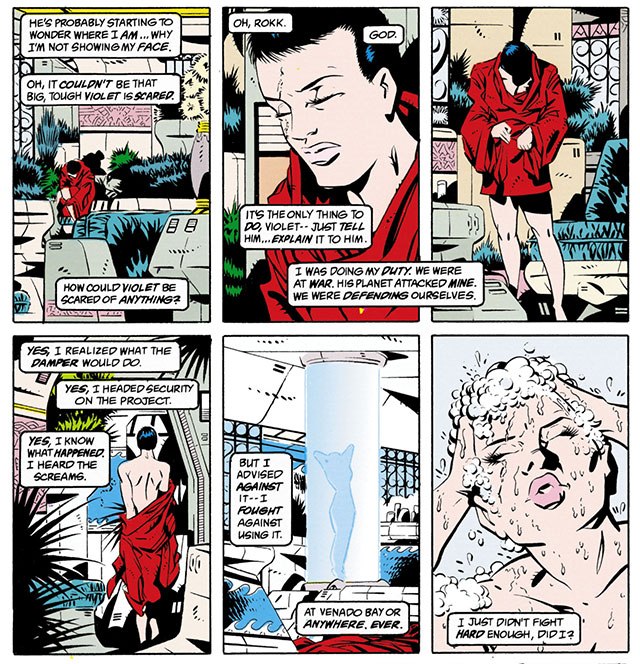 HE'S PROBABLY STARTING TO
WONDER WHERE I AM... WHY
I'M NOT SHOWING MY FACE.
OH, IT COULDN'T BE THAT
BIG, TOUGH VIOLET IS SCARED.
HOW COULD VIOLET BE
SCARED OF ANYTHING?
OH, ROKK.
GOD.
IT'S THE ONLY THING TO
DO, VIOLET-- JUST TELL
HIM... EXPLAIN IT TO HIM.
I WAS DOING MY DUTY. WE WERE
AT WAR. HIS PLANET ATTACKED MINE.
WE WERE DEFENDING OURSELVES.
YES, I REALIZED WHAT THE
DAMPER WOULD DO.
YES, I HEADED SECURITY
ON THE PROJECT.
YES, I KNOW
WHAT HAPPENED.
I HEARD THE
SCREAMS.
BUT I
ADVISED
AGAINST
IT-- I
FOUGHT
AGAINST
USING IT.
AT VENADO BAY OR
ANYWHERE. EVER.
I JUST DIDN'T FIGHT
HARD ENOUGH, DID I?